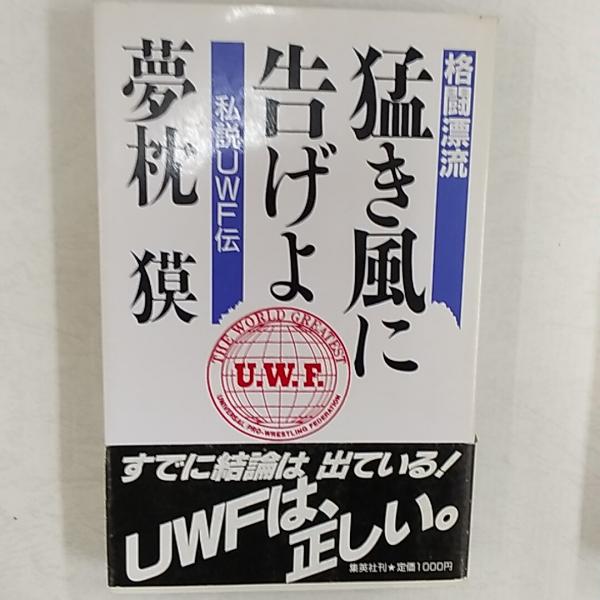 格闘漂流
猛き風に
告げよ
私説UWF伝
夢枕 獏
THE WORLD GREATEST
U.W.F.
UNIVERSAL PRO-WRESTLING FEDERATION
すでに結論は 出ている!
UWFは、
正しい。
集英社刊★定価1000円